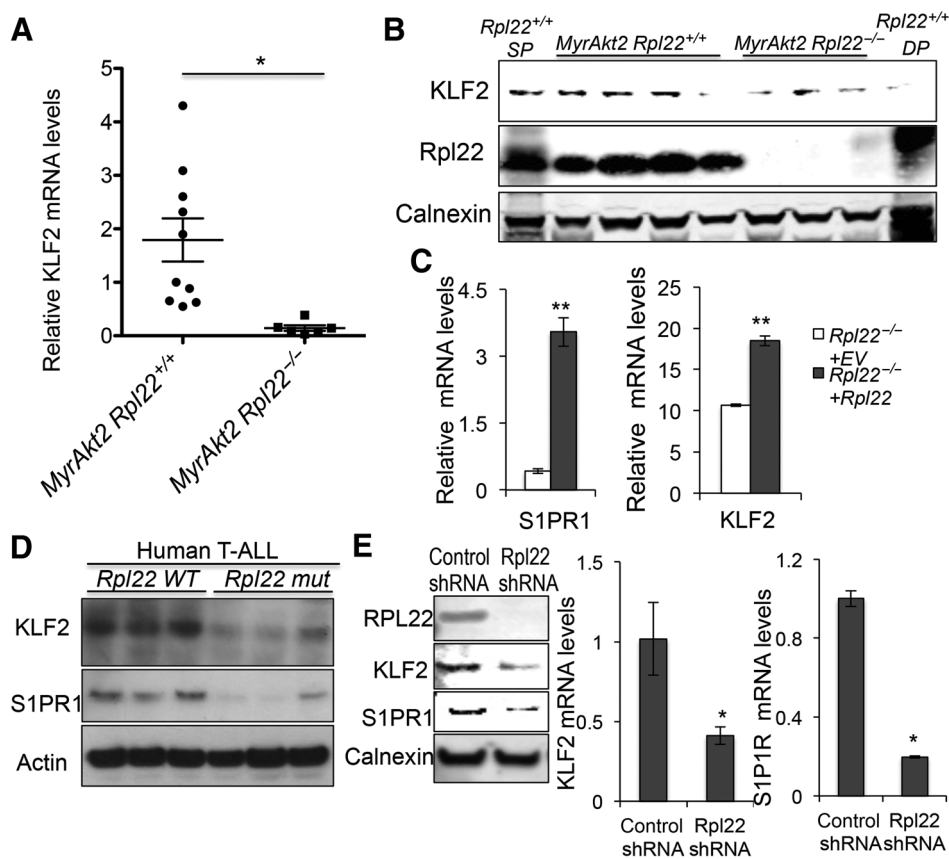 A
Relative KLF2 mRNA levels
5
4
3
2
1
0
*
MyrAkt2 Rpl22+/+
MyrAkt2 Rpl22−/−
B
Rpl22+/+
SP
MyrAkt2 Rpl22+/+
MyrAkt2 Rpl22−/−
Rpl22+/+
DP
KLF2
Rpl22
Calnexin
C
Relative mRNA levels
4.5
3
1.5
0
**
S1PR1
Relative mRNA levels
25
20
15
10
5
0
**
KLF2
Rpl22−/−
+EV
Rpl22−/−
+Rpl22
D
Human T-ALL
Rpl22 WT
Rpl22 mut
KLF2
S1PR1
Actin
E
Control
shRNA
Rpl22
shRNA
RPL22
KLF2
S1PR1
Calnexin
KLF2 mRNA levels
1.5
1
0.5
0
*
Control
shRNA
Rpl22
shRNA
S1P1R mRNA levels
1.2
0.8
0.4
0
*
Control
shRNA
Rpl22
shRNA